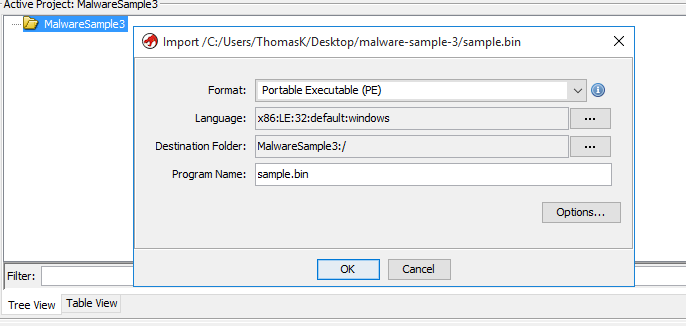 Active Project: MalwareSample3
MalwareSample3
Import /C:/Users/ThomasK/Desktop/malware-sample-3/sample.bin
Format: Portable Executable (PE)
Language: x86:LE:32:default:windows ...
Destination Folder: MalwareSample3:/ ...
Program Name: sample.bin
Options...
OK Cancel
Filter:
Tree View Table View